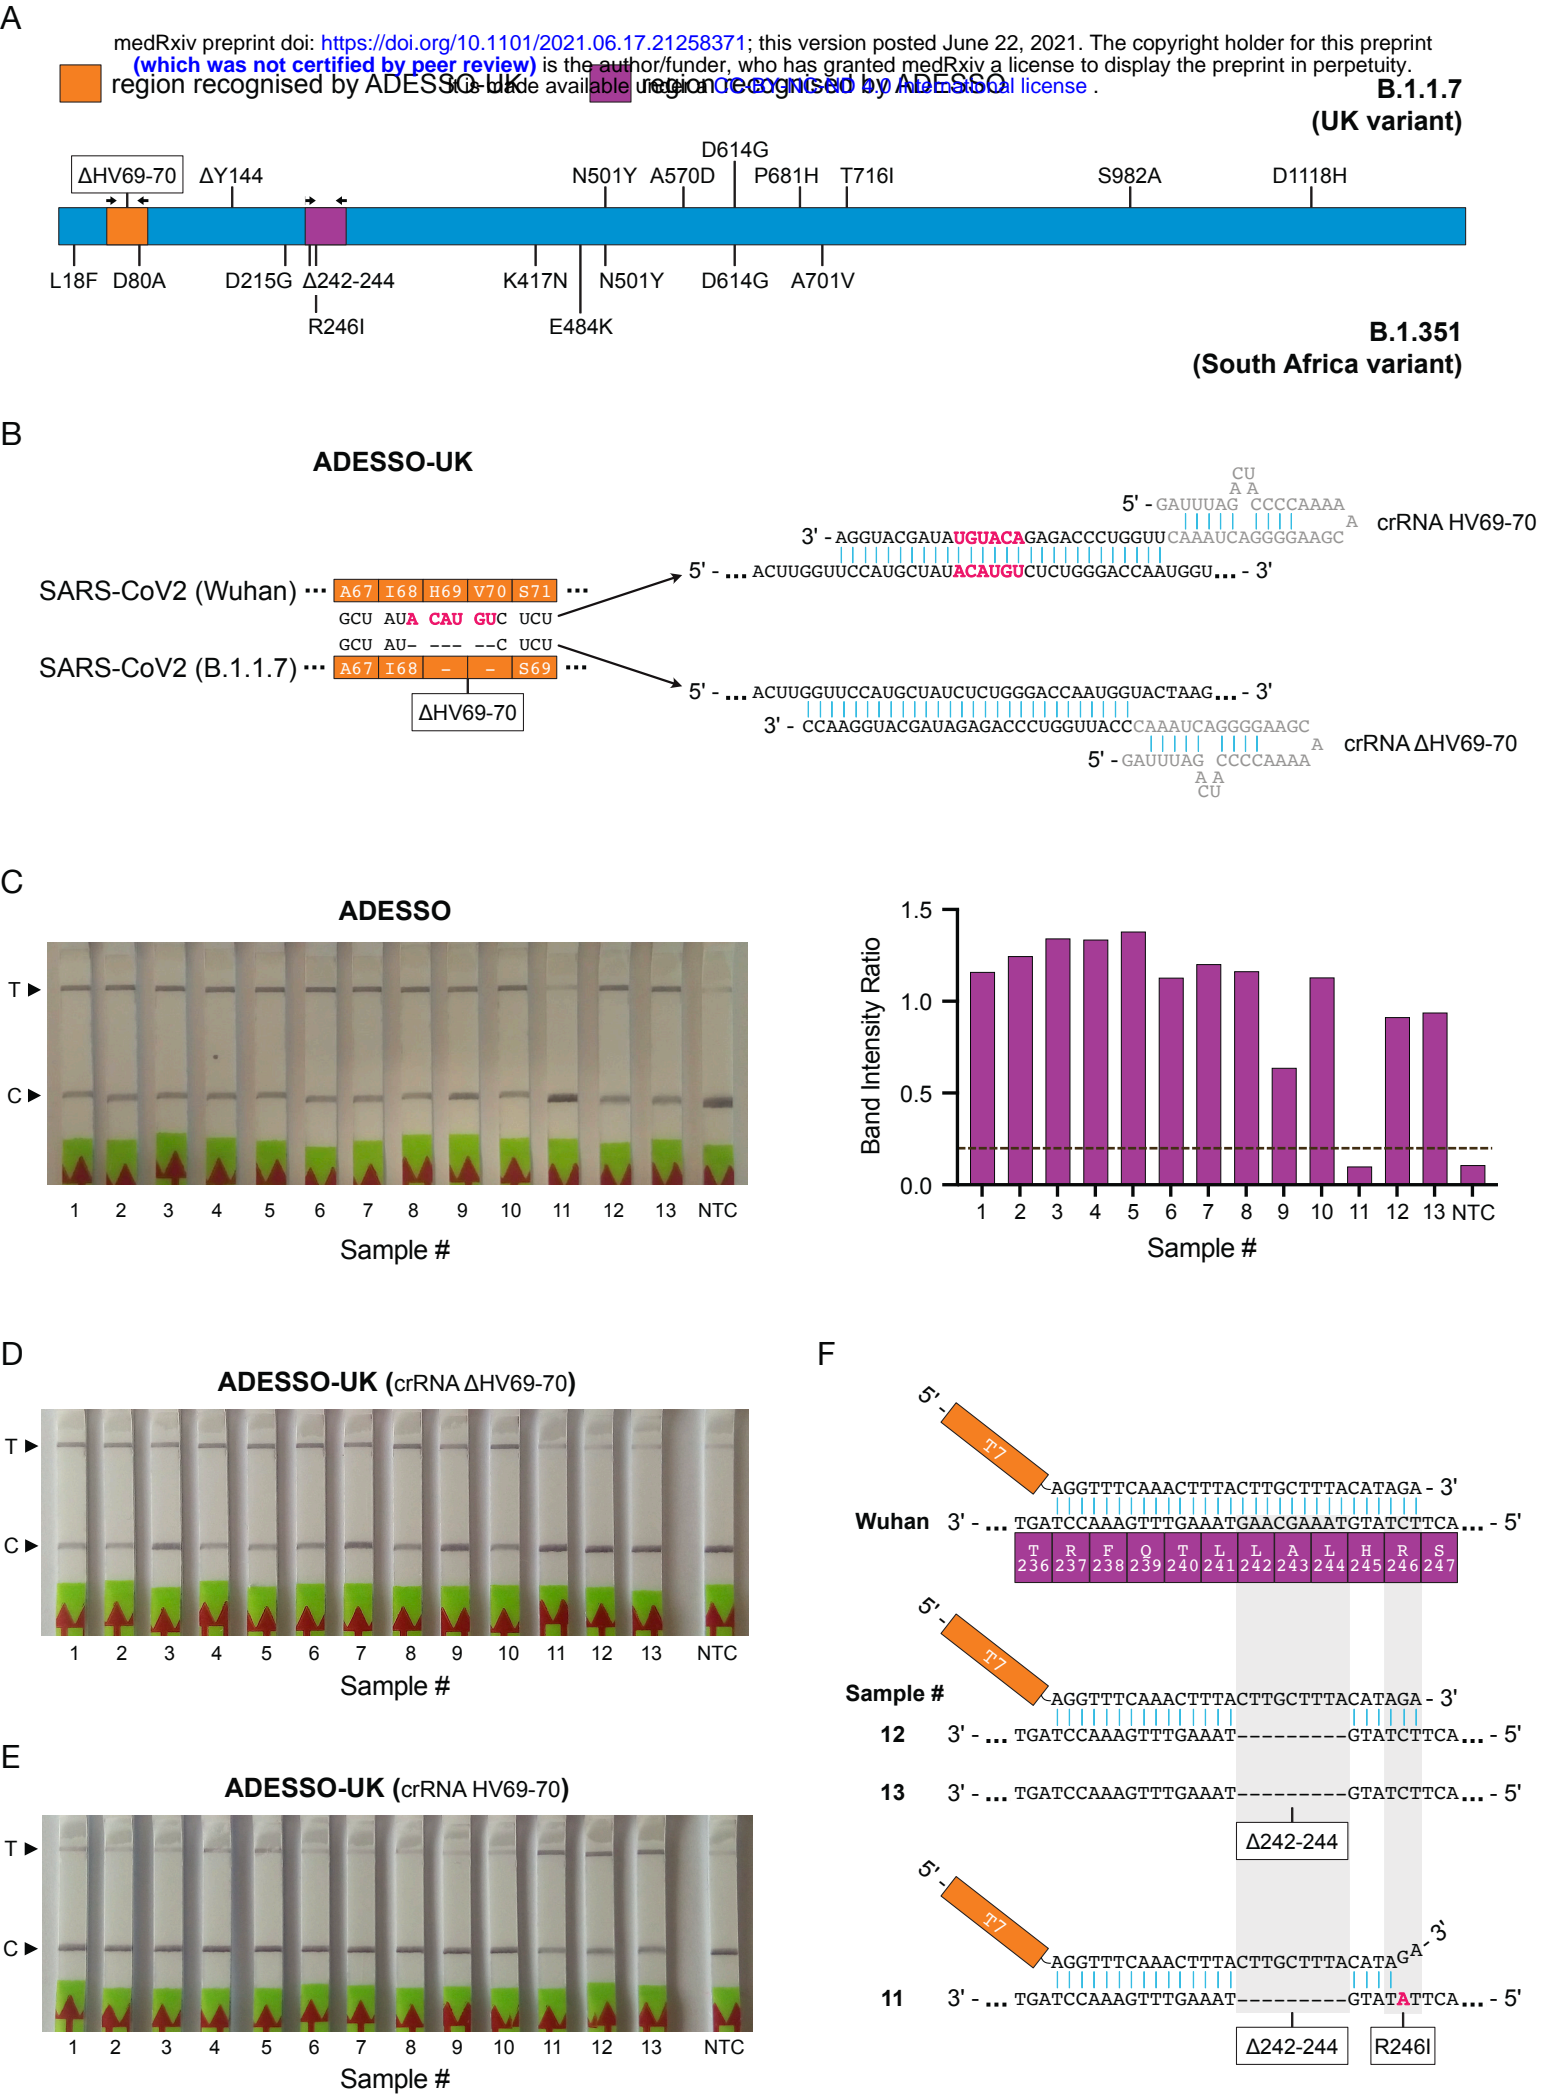 A
medRxiv preprint doi: https://doi.org/10.1101/2021.06.17.21258371; this version posted June 22, 2021. The copyright holder for this preprint
(which was not certified by peer review) is the author/funder, who has granted medRxiv a license to display the preprint in perpetuity.
It is made available under a CC-BY-NC-ND 4.0 International license .
region recognised by ADESSO-UK
region recognised by ADESSO
B.1.1.7
(UK variant)
ΔHV69-70 ΔY144 N501Y A570D D614G P681H T716I S982A D1118H
L18F D80A D215G Δ242-244 K417N N501Y D614G A701V
R246I E484K
B.1.351
(South Africa variant)
B
ADESSO-UK
SARS-CoV2 (Wuhan) ... A67 I68 H69 V70 S71 ...
GCU AUA CAU GUC UCU
GCU AU- --- --C UCU
SARS-CoV2 (B.1.1.7) ... A67 I68 - - S69 ...
ΔHV69-70
CU
A A
5' - GAUUUAG CCCCAAAA
A
crRNA HV69-70
3' - AGGUACGAUAUGUACAGAGACCCUGGUUCAAAUCAGGGGAAGC
5' - ... ACUUGGUUCCAUGCUAUACAUGUCUCUGGGACCAAUGGU... - 3'
5' - ... ACUUGGUUCCAUGCUAUCUCUGGGACCAAUGGUACTAAG... - 3'
3' - CCAAGGUACGAUAGAGACCCUGGUUACCCAAAUCAGGGGAAGC
A
crRNA ΔHV69-70
5' - GAUUUAG CCCCAAAA
A A
CU
C
ADESSO
T
C
1 2 3 4 5 6 7 8 9 10 11 12 13 NTC
Sample #
Band Intensity Ratio
1.5
1.0
0.5
0.0
1 2 3 4 5 6 7 8 9 10 11 12 13 NTC
Sample #
D
ADESSO-UK (crRNA ΔHV69-70)
T
C
1 2 3 4 5 6 7 8 9 10 11 12 13 NTC
Sample #
E
ADESSO-UK (crRNA HV69-70)
T
C
1 2 3 4 5 6 7 8 9 10 11 12 13 NTC
Sample #
F
5' -
T7
AGGTTTCAAACTTTACTTGCTTTACATAGA - 3'
Wuhan 3' - ... TGATCCAAAGTTTGAAATGAACGAAATGTATCTTCA... - 5'
T R F Q T L L A L H R S
236 237 238 239 240 241 242 243 244 245 246 247
5' -
T7
Sample #
AGGTTTCAAACTTTACTTGCTTTACATAGA - 3'
12 3' - ... TGATCCAAAGTTTGAAAT---------GTATCTTCA... - 5'
13 3' - ... TGATCCAAAGTTTGAAAT---------GTATCTTCA... - 5'
Δ242-244
5' -
T7
AGGTTTCAAACTTTACTTGCTTTACATAGA - 3'
11 3' - ... TGATCCAAAGTTTGAAAT---------GTATATTCA... - 5'
Δ242-244 R246I